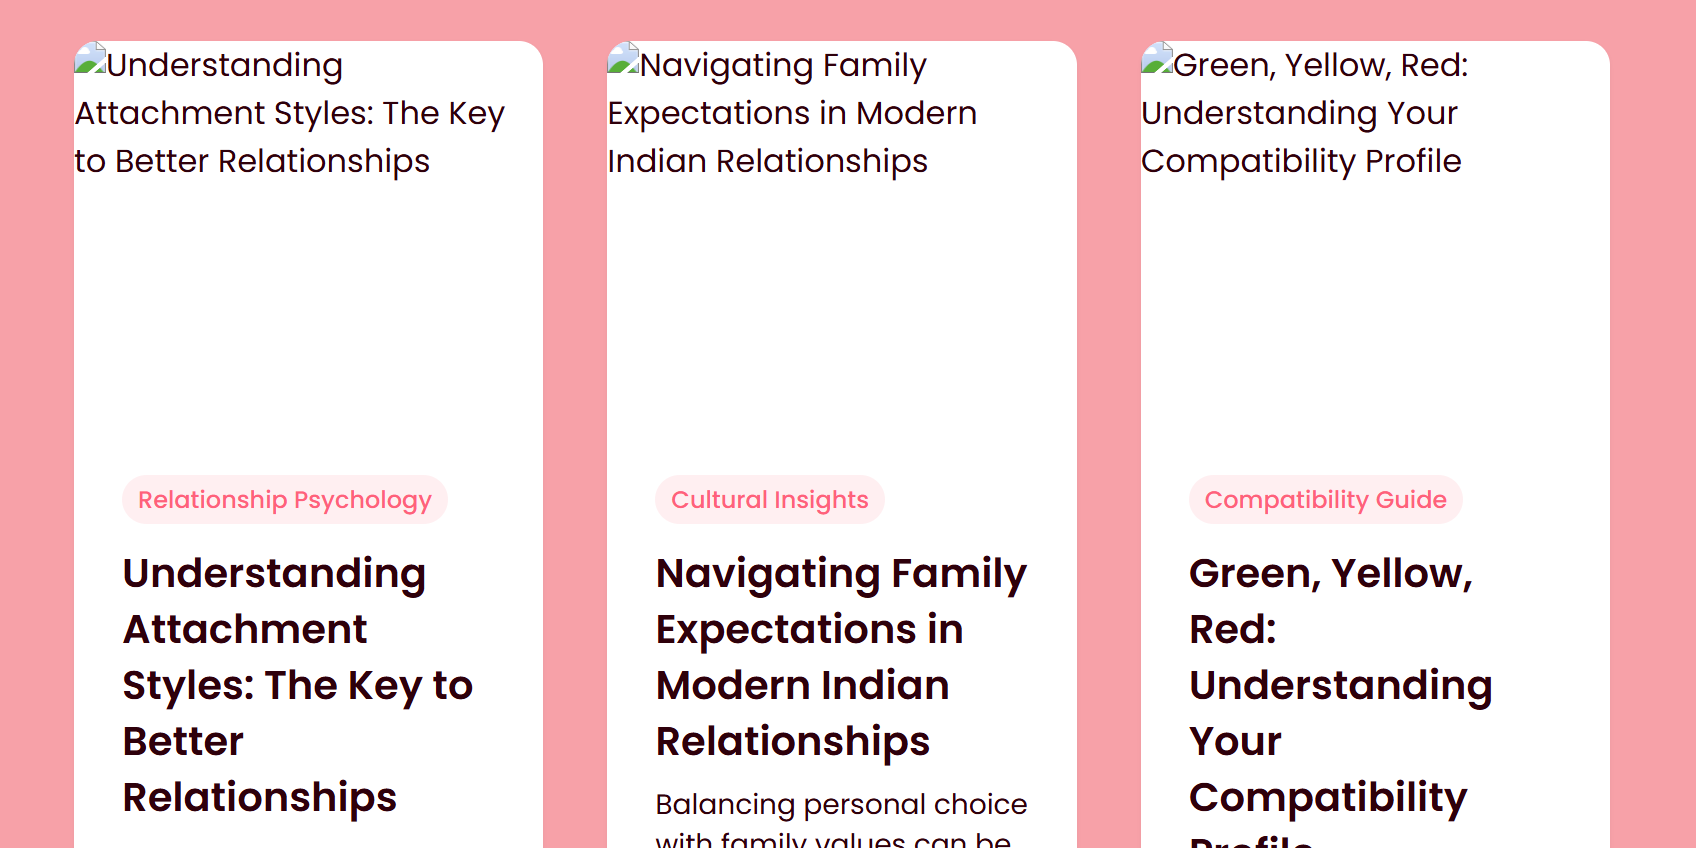 Understanding
Attachment Styles: The Key
to Better Relationships
Relationship Psychology
Understanding
Attachment
Styles: The Key to
Better
Relationships
Navigating Family
Expectations in Modern
Indian Relationships
Cultural Insights
Navigating Family
Expectations in
Modern Indian
Relationships
Balancing personal choice
with family values can be
Green, Yellow, Red:
Understanding Your
Compatibility Profile
Compatibility Guide
Green, Yellow,
Red:
Understanding
Your
Compatibility
Profile